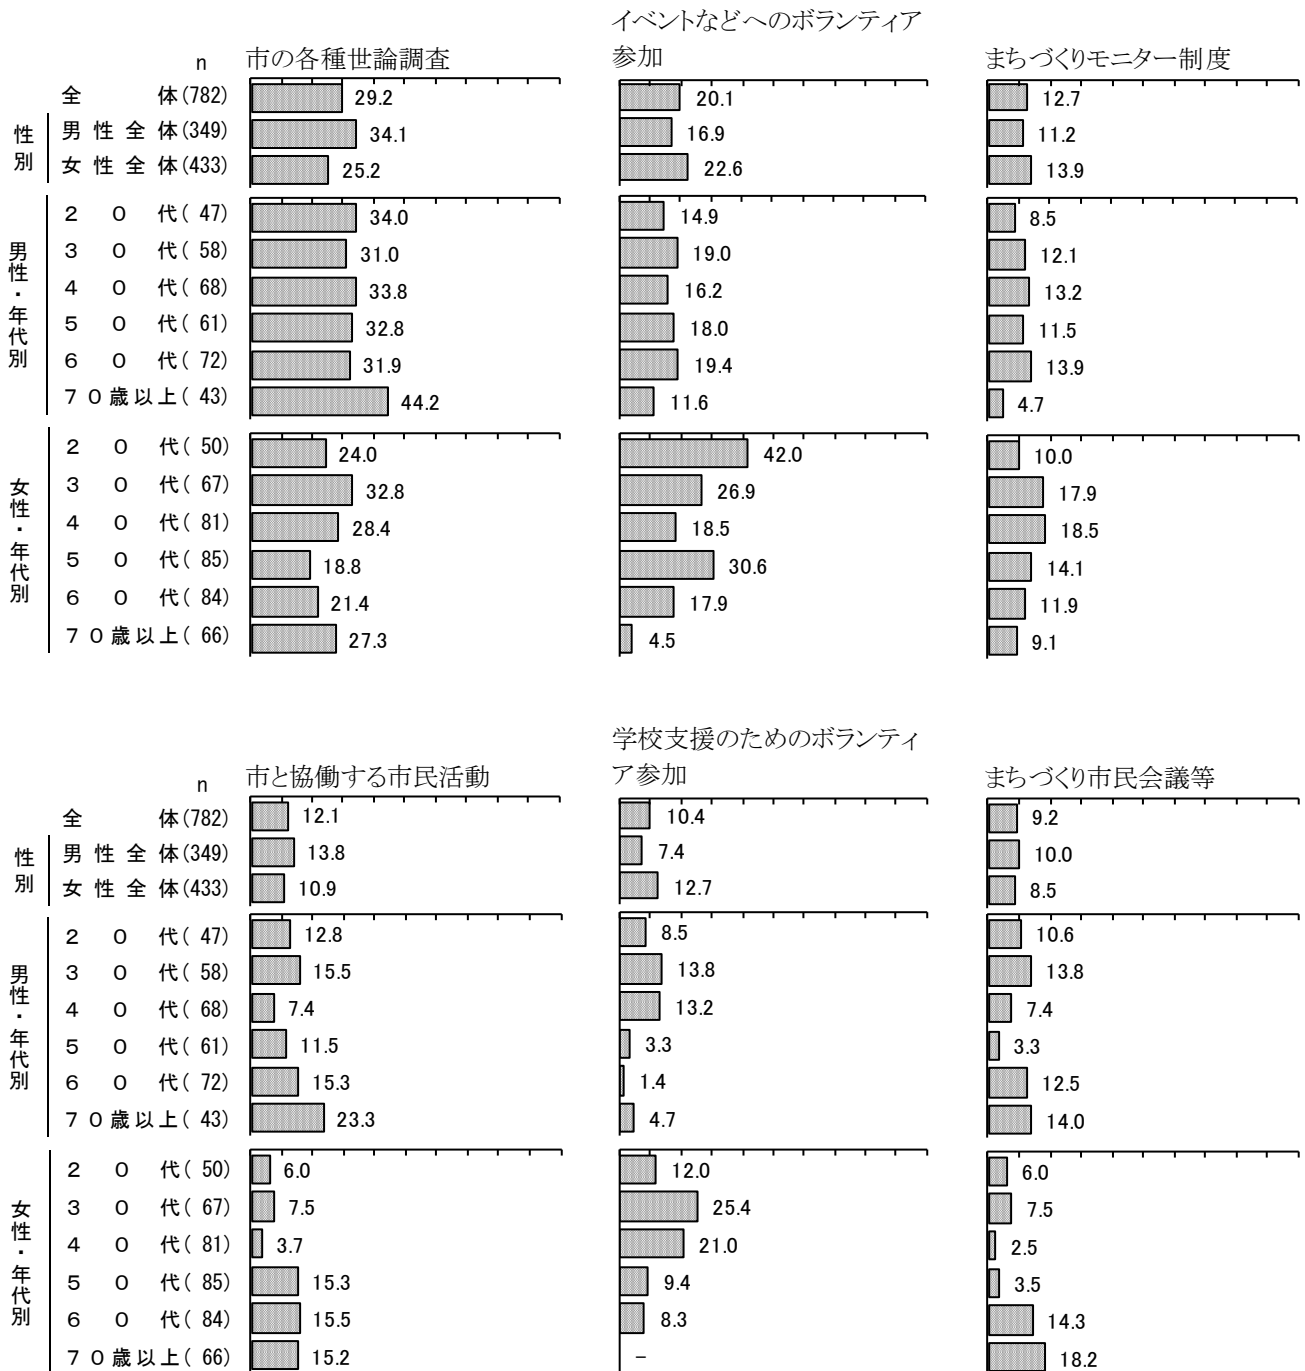 イベントなどへのボランティア
n 市の各種世論調査 参加 まちづくりモニター制度
全 体(782) 29.2 20.1 12.7
性別
男性全体(349) 34.1 16.9 11.2
女性全体(433) 25.2 22.6 13.9
男性・年代別
20代(47) 34.0 14.9 8.5
30代(58) 31.0 19.0 12.1
40代(68) 33.8 16.2 13.2
50代(61) 32.8 18.0 11.5
60代(72) 31.9 19.4 13.9
70歳以上(43) 44.2 11.6 4.7
女性・年代別
20代(50) 24.0 42.0 10.0
30代(67) 32.8 26.9 17.9
40代(81) 28.4 18.5 18.5
50代(85) 18.8 30.6 14.1
60代(84) 21.4 17.9 11.9
70歳以上(66) 27.3 4.5 9.1
学校支援のためのボランティ
n 市と協働する市民活動 ア参加 まちづくり市民会議等
全 体(782) 12.1 10.4 9.2
性別
男性全体(349) 13.8 7.4 10.0
女性全体(433) 10.9 12.7 8.5
男性・年代別
20代(47) 12.8 8.5 10.6
30代(58) 15.5 13.8 13.8
40代(68) 7.4 13.2 7.4
50代(61) 11.5 3.3 3.3
60代(72) 15.3 1.4 12.5
70歳以上(43) 23.3 4.7 14.0
女性・年代別
20代(50) 6.0 12.0 6.0
30代(67) 7.5 25.4 7.5
40代(81) 3.7 21.0 2.5
50代(85) 15.3 9.4 3.5
60代(84) 15.5 8.3 14.3
70歳以上(66) 15.2 - 18.2